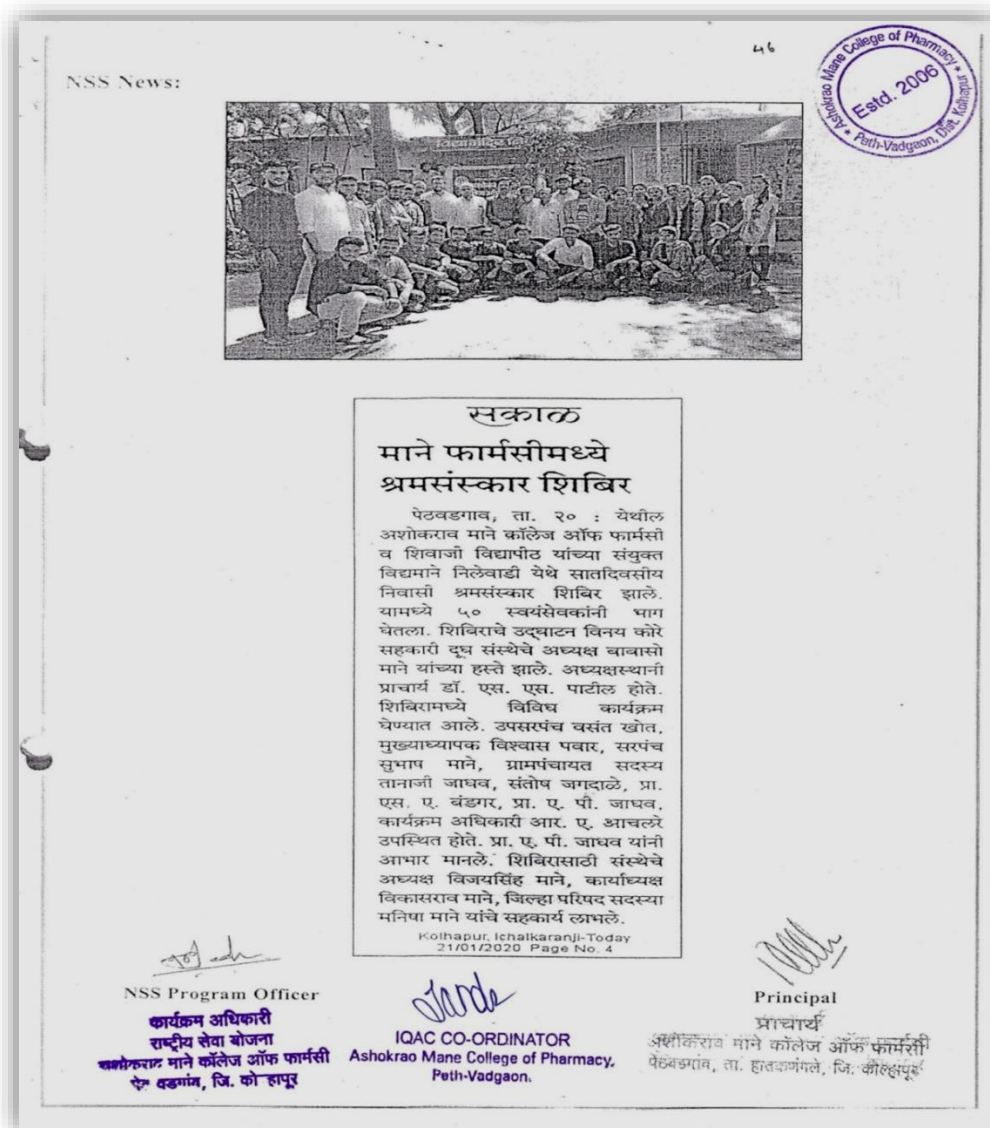 46
Ashokrao Mane College of Pharmacy
Estd. 2006
Peth-Vadgaon, Dist. Kolhapur
NSS News:
विद्या मंदिर
सकाळ
माने फार्मसीमध्ये
श्रमसंस्कार शिबिर
पेठवडगाव, ता. २० : येथील
अशोकराव माने कॉलेज ऑफ फार्मसी
व शिवाजी विद्यापीठ यांच्या संयुक्त
विद्यमाने निलेवाडी येथे सातदिवसीय
निवासी श्रमसंस्कार शिबिर झाले.
यामध्ये ५० स्वयंसेवकांनी भाग
घेतला. शिबिराचे उद्‌घाटन विनय कोरे
सहकारी दूध संस्थेचे अध्यक्ष बाबासो
माने यांच्या हस्ते झाले. अध्यक्षस्थानी
प्राचार्य डॉ. एस. एस. पाटील होते.
शिबिरामध्ये विविध कार्यक्रम
घेण्यात आले. उपसरपंच वसंत खोत,
मुख्याध्यापक विश्वास पवार, सरपंच
सुभाष माने, ग्रामपंचायत सदस्य
तानाजी जाधव, संतोष जगदाळे, प्रा.
एस. ए. बंडगर, प्रा. ए. पी. जाधव,
कार्यक्रम अधिकारी आर. ए. आचलरे
उपस्थित होते. प्रा. ए. पी. जाधव यांनी
आभार मानले. शिबिरासाठी संस्थेचे
अध्यक्ष विजयसिंह माने, कार्याध्यक्ष
विकासराव माने, जिल्हा परिषद सदस्या
मनिषा माने यांचे सहकार्य लाभले.
Kolhapur, Ichalkaranji-Today
21/01/2020 Page No. 4
NSS Program Officer
कार्यक्रम अधिकारी
राष्ट्रीय सेवा योजना
अशोकराव माने कॉलेज ऑफ फार्मसी
पेठ वडगांव, जि. कोल्हापूर
IQAC CO-ORDINATOR
Ashokrao Mane College of Pharmacy,
Peth-Vadgaon.
Principal
प्राचार्य
अशोकराव माने कॉलेज ऑफ फार्मसी
पेठवडगांव, ता. हातकणंगले, जि. कोल्हापूर